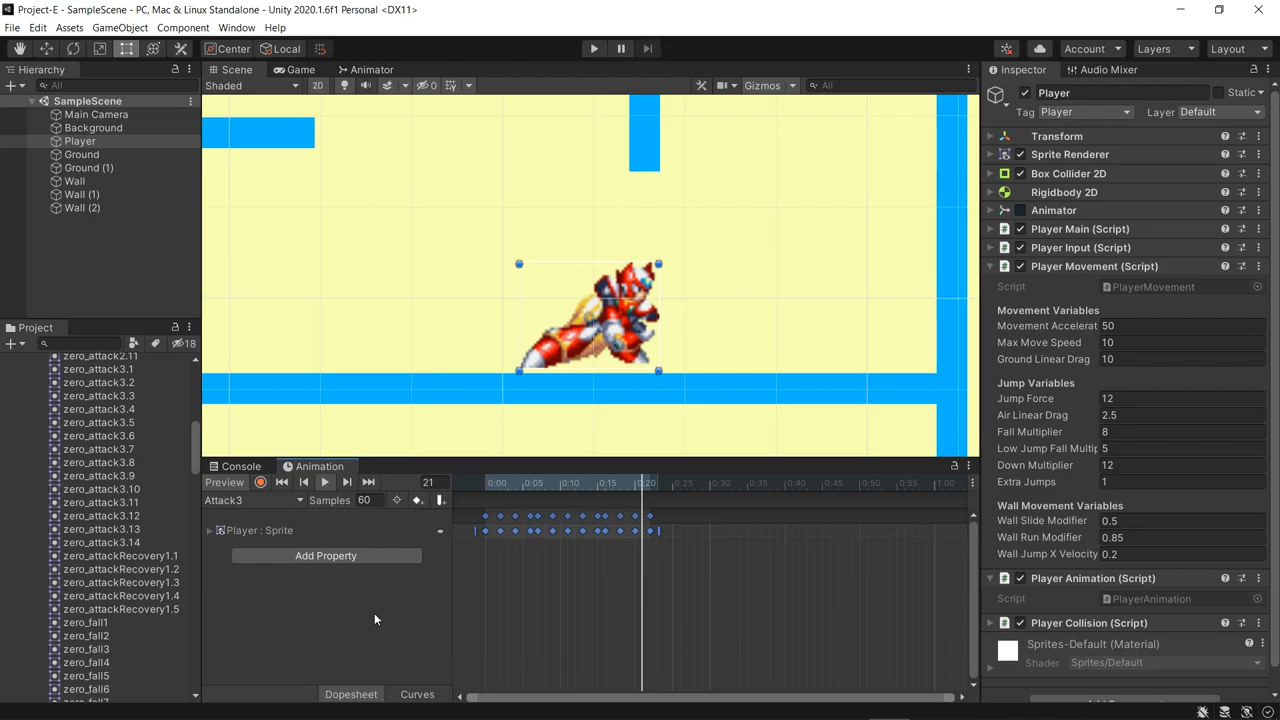 Project-E - SampleScene - PC, Mac & Linux Standalone - Unity 2020.1.6f1 Personal <DX11>
File Edit Assets GameObject Component Window Help
Center Local Account Layers Layout
Hierarchy Scene Game Animator Inspector Audio Mixer
All Shaded 2D 0 Gizmos All
SampleScene
Main Camera
Background
Player
Ground
Ground (1)
Wall
Wall (1)
Wall (2)
Project
18
zero_attack2.11
zero_attack3.1
zero_attack3.2
zero_attack3.3
zero_attack3.4
zero_attack3.5
zero_attack3.6
zero_attack3.7
zero_attack3.8
zero_attack3.9
zero_attack3.10
zero_attack3.11
zero_attack3.12
zero_attack3.13
zero_attack3.14
zero_attackRecovery1.1
zero_attackRecovery1.2
zero_attackRecovery1.3
zero_attackRecovery1.4
zero_attackRecovery1.5
zero_fall1
zero_fall2
zero_fall3
zero_fall4
zero_fall5
zero_fall6
Console Animation
Preview 21 0:00 0:05 0:10 0:15 0:20 0:25 0:30 0:35 0:40 0:45 0:50 0:55 1:00
Attack3 Samples 60
Player : Sprite
Add Property
Dopesheet Curves
Player Static
Tag Player Layer Default
Transform
Sprite Renderer
Box Collider 2D
Rigidbody 2D
Animator
Player Main (Script)
Player Input (Script)
Player Movement (Script)
Script PlayerMovement
Movement Variables
Movement Accelerat 50
Max Move Speed 10
Ground Linear Drag 10
Jump Variables
Jump Force 12
Air Linear Drag 2.5
Fall Multiplier 8
Low Jump Fall Multip 5
Down Multiplier 12
Extra Jumps 1
Wall Movement Variables
Wall Slide Modifier 0.5
Wall Run Modifier 0.85
Wall Jump X Velocity 0.2
Player Animation (Script)
Script PlayerAnimation
Player Collision (Script)
Sprites-Default (Material)
Shader Sprites/Default